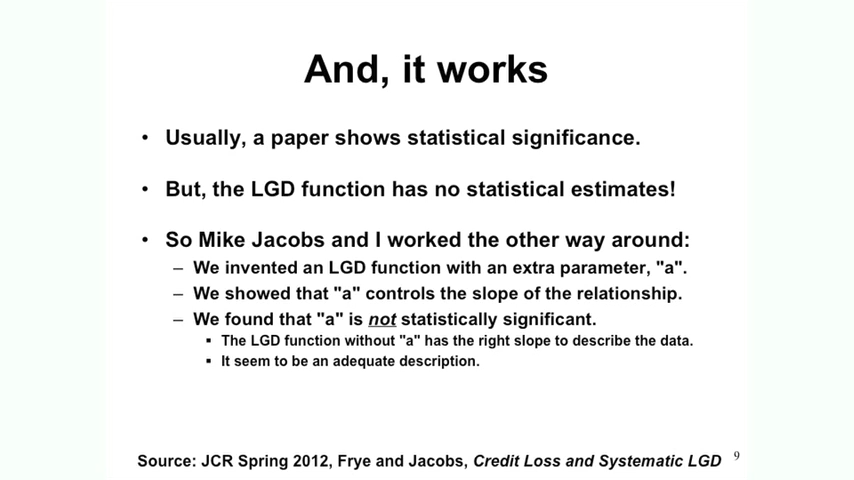 And, it works
• Usually, a paper shows statistical significance.
• But, the LGD function has no statistical estimates!
• So Mike Jacobs and I worked the other way around:
– We invented an LGD function with an extra parameter, "a".
– We showed that "a" controls the slope of the relationship.
– We found that "a" is not statistically significant.
▪ The LGD function without "a" has the right slope to describe the data.
▪ It seem to be an adequate description.
Source: JCR Spring 2012, Frye and Jacobs, Credit Loss and Systematic LGD 9